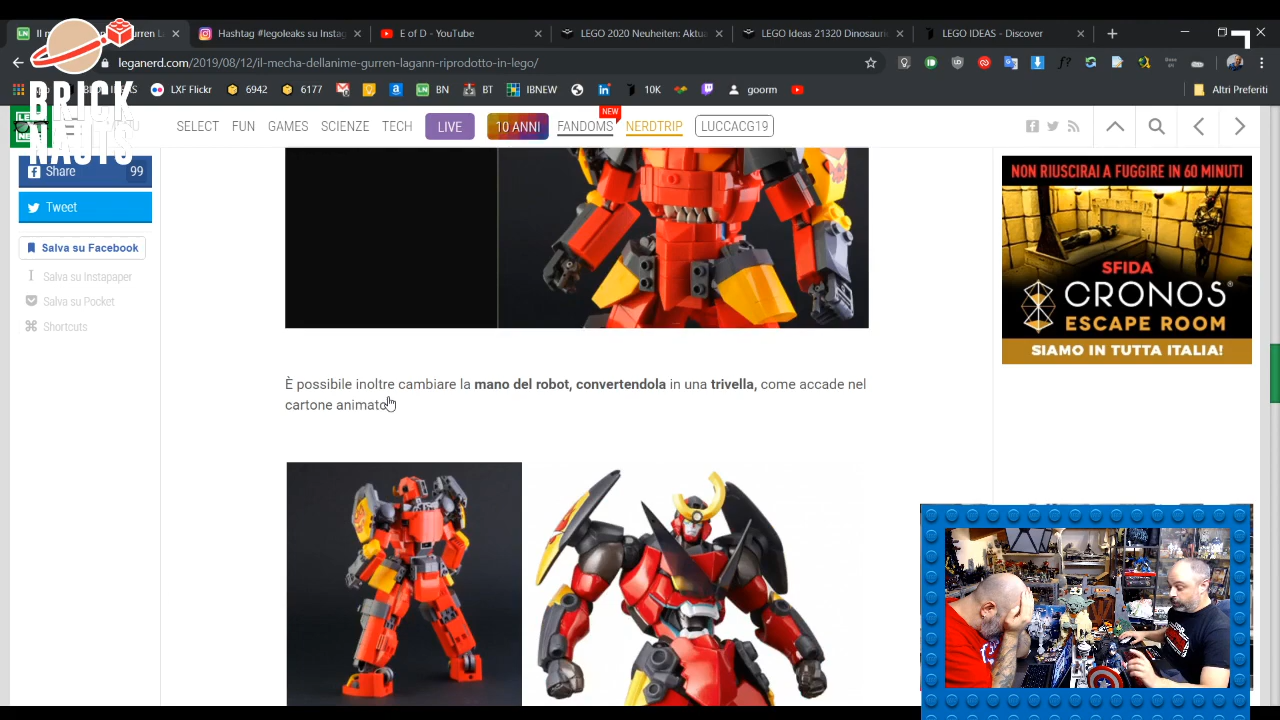 Il m
urren L
Hashtag #legoleaks su Instag
E of D - YouTube
LEGO 2020 Neuheiten: Aktua
LEGO Ideas 21320 Dinosauri
LEGO IDEAS - Discover
leganerd.com/2019/08/12/il-mecha-dellanime-gurren-lagann-riprodotto-in-lego/
LXF Flickr
6942
6177
BN
BT
IBNEW
10K
goorm
Altri Preferiti
BRICK
NAUTS
SELECT
FUN
GAMES
SCIENZE
TECH
LIVE
10 ANNI
FANDOMS
NEW
NERDTRIP
LUCCACG19
Share
99
Tweet
Salva su Facebook
Salva su Instapaper
Salva su Pocket
Shortcuts
NON RIUSCIRAI A FUGGIRE IN 60 MINUTI
SFIDA
CRONOS
ESCAPE ROOM
SIAMO IN TUTTA ITALIA!
È possibile inoltre cambiare la mano del robot, convertendola in una trivella, come accade nel
cartone animato